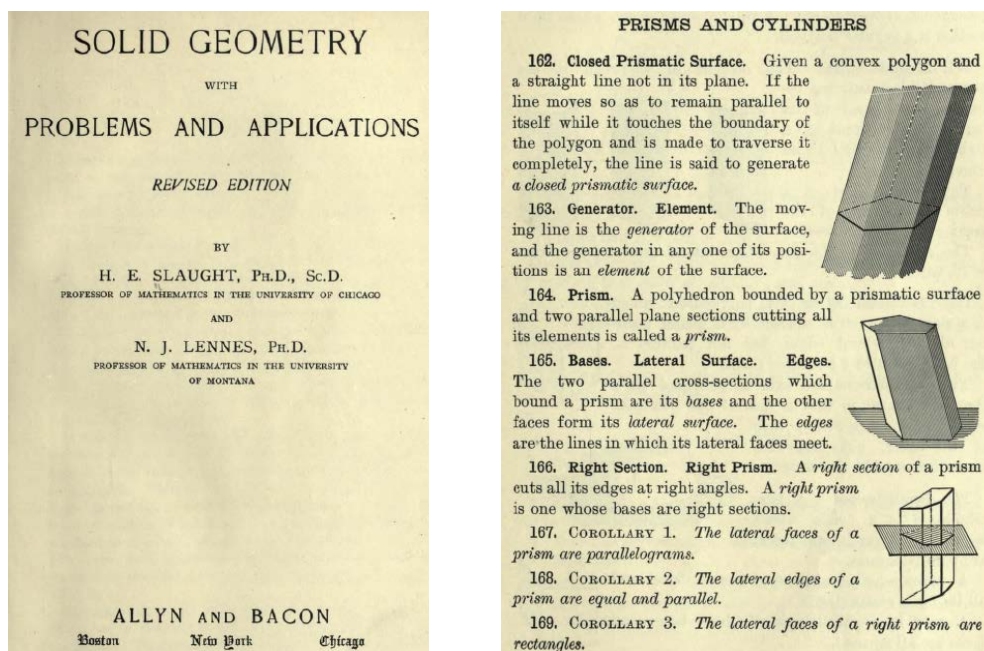 SOLID GEOMETRY
WITH
PROBLEMS AND APPLICATIONS
REVISED EDITION
BY
H. E. SLAUGHT, PH.D., SC.D.
PROFESSOR OF MATHEMATICS IN THE UNIVERSITY OF CHICAGO
AND
N. J. LENNES, PH.D.
PROFESSOR OF MATHEMATICS IN THE UNIVERSITY
OF MONTANA
ALLYN AND BACON
Boston New York Chicago
PRISMS AND CYLINDERS
162. Closed Prismatic Surface. Given a convex polygon and
a straight line not in its plane. If the
line moves so as to remain parallel to
itself while it touches the boundary of
the polygon and is made to traverse it
completely, the line is said to generate
a closed prismatic surface.
163. Generator. Element. The mov-
ing line is the generator of the surface,
and the generator in any one of its posi-
tions is an element of the surface.
164. Prism. A polyhedron bounded by a prismatic surface
and two parallel plane sections cutting all
its elements is called a prism.
165. Bases. Lateral Surface. Edges.
The two parallel cross-sections which
bound a prism are its bases and the other
faces form its lateral surface. The edges
are the lines in which its lateral faces meet.
166. Right Section. Right Prism. A right section of a prism
cuts all its edges at right angles. A right prism
is one whose bases are right sections.
167. COROLLARY 1. The lateral faces of a
prism are parallelograms.
168. COROLLARY 2. The lateral edges of a
prism are equal and parallel.
169. COROLLARY 3. The lateral faces of a right prism are
rectangles.